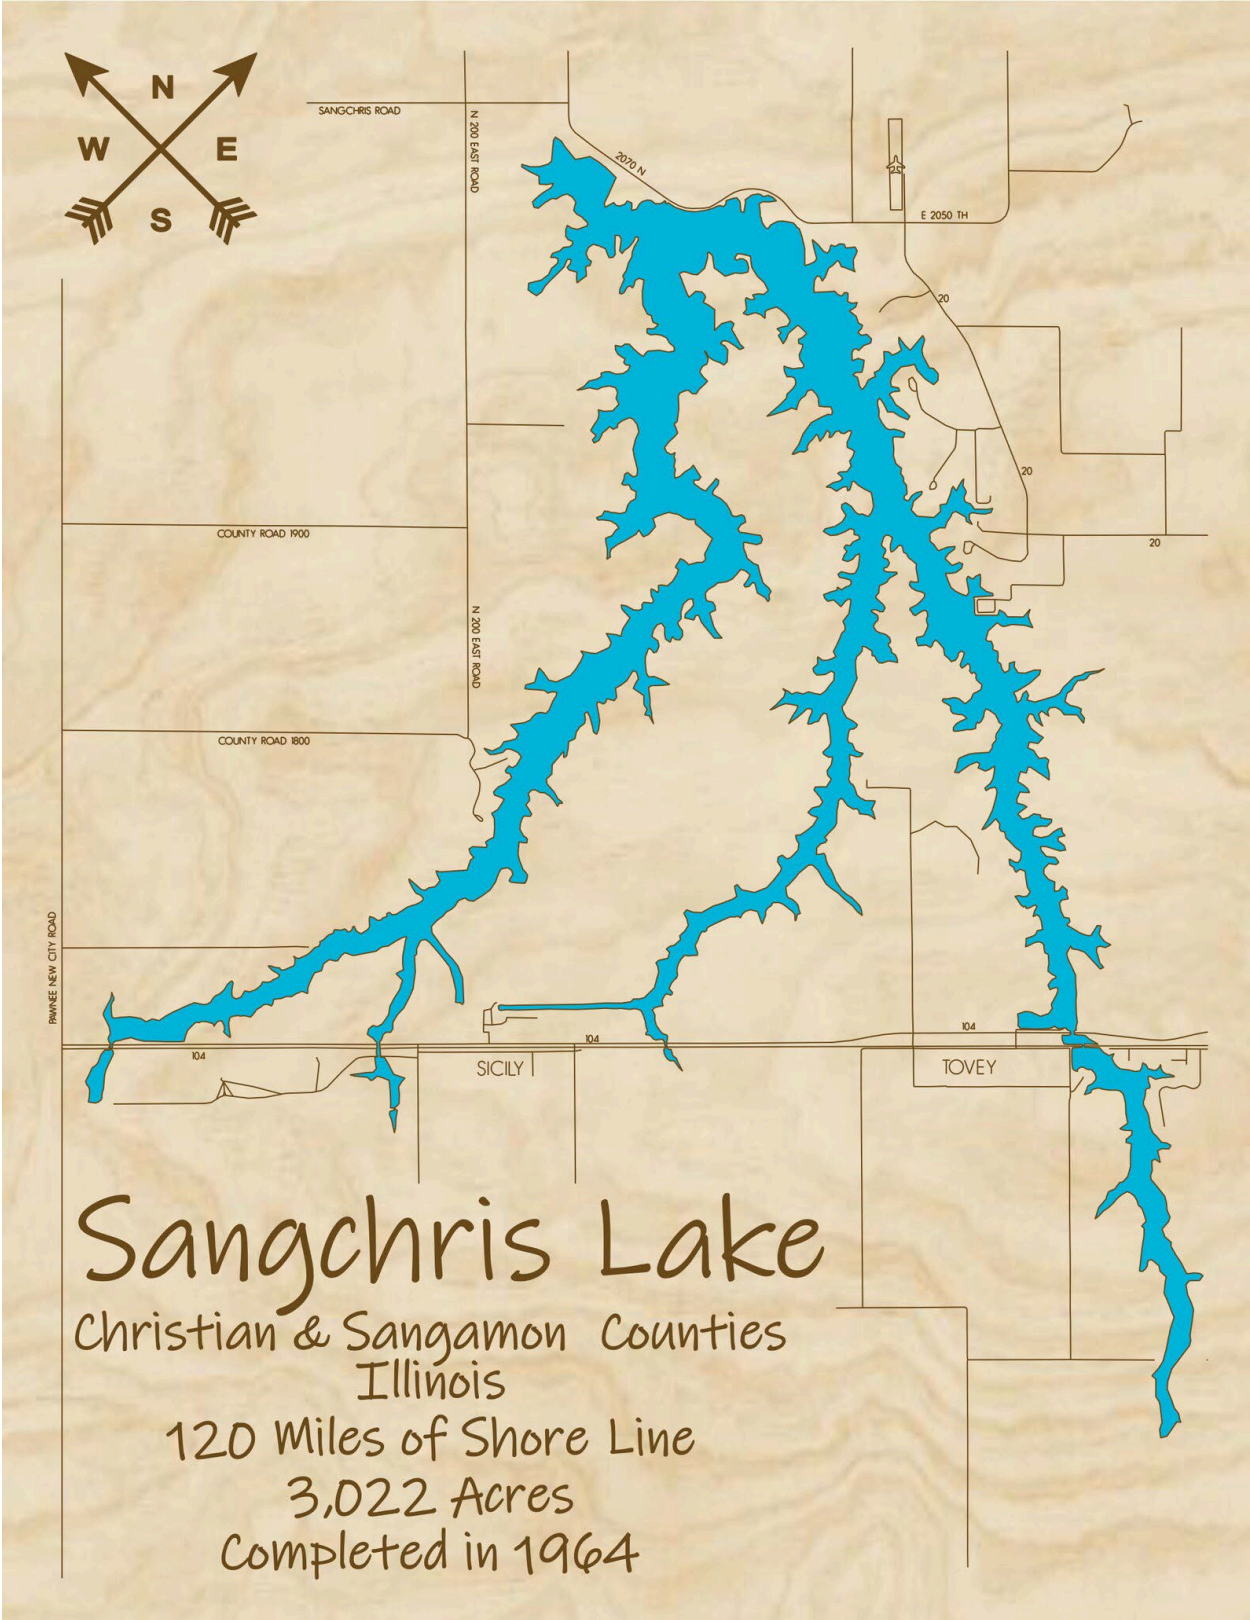 N
W E
S
SANGCHRIS ROAD
N 200 EAST ROAD
2070 N
E 2050 TH
20
20
COUNTY ROAD 1900
20
N 200 EAST ROAD
COUNTY ROAD 1800
PAWNEE NEW CITY ROAD
104
104
104
SICILY
TOVEY
Sangchris Lake
Christian & Sangamon Counties
Illinois
120 Miles of Shore Line
3,022 Acres
Completed in 1964